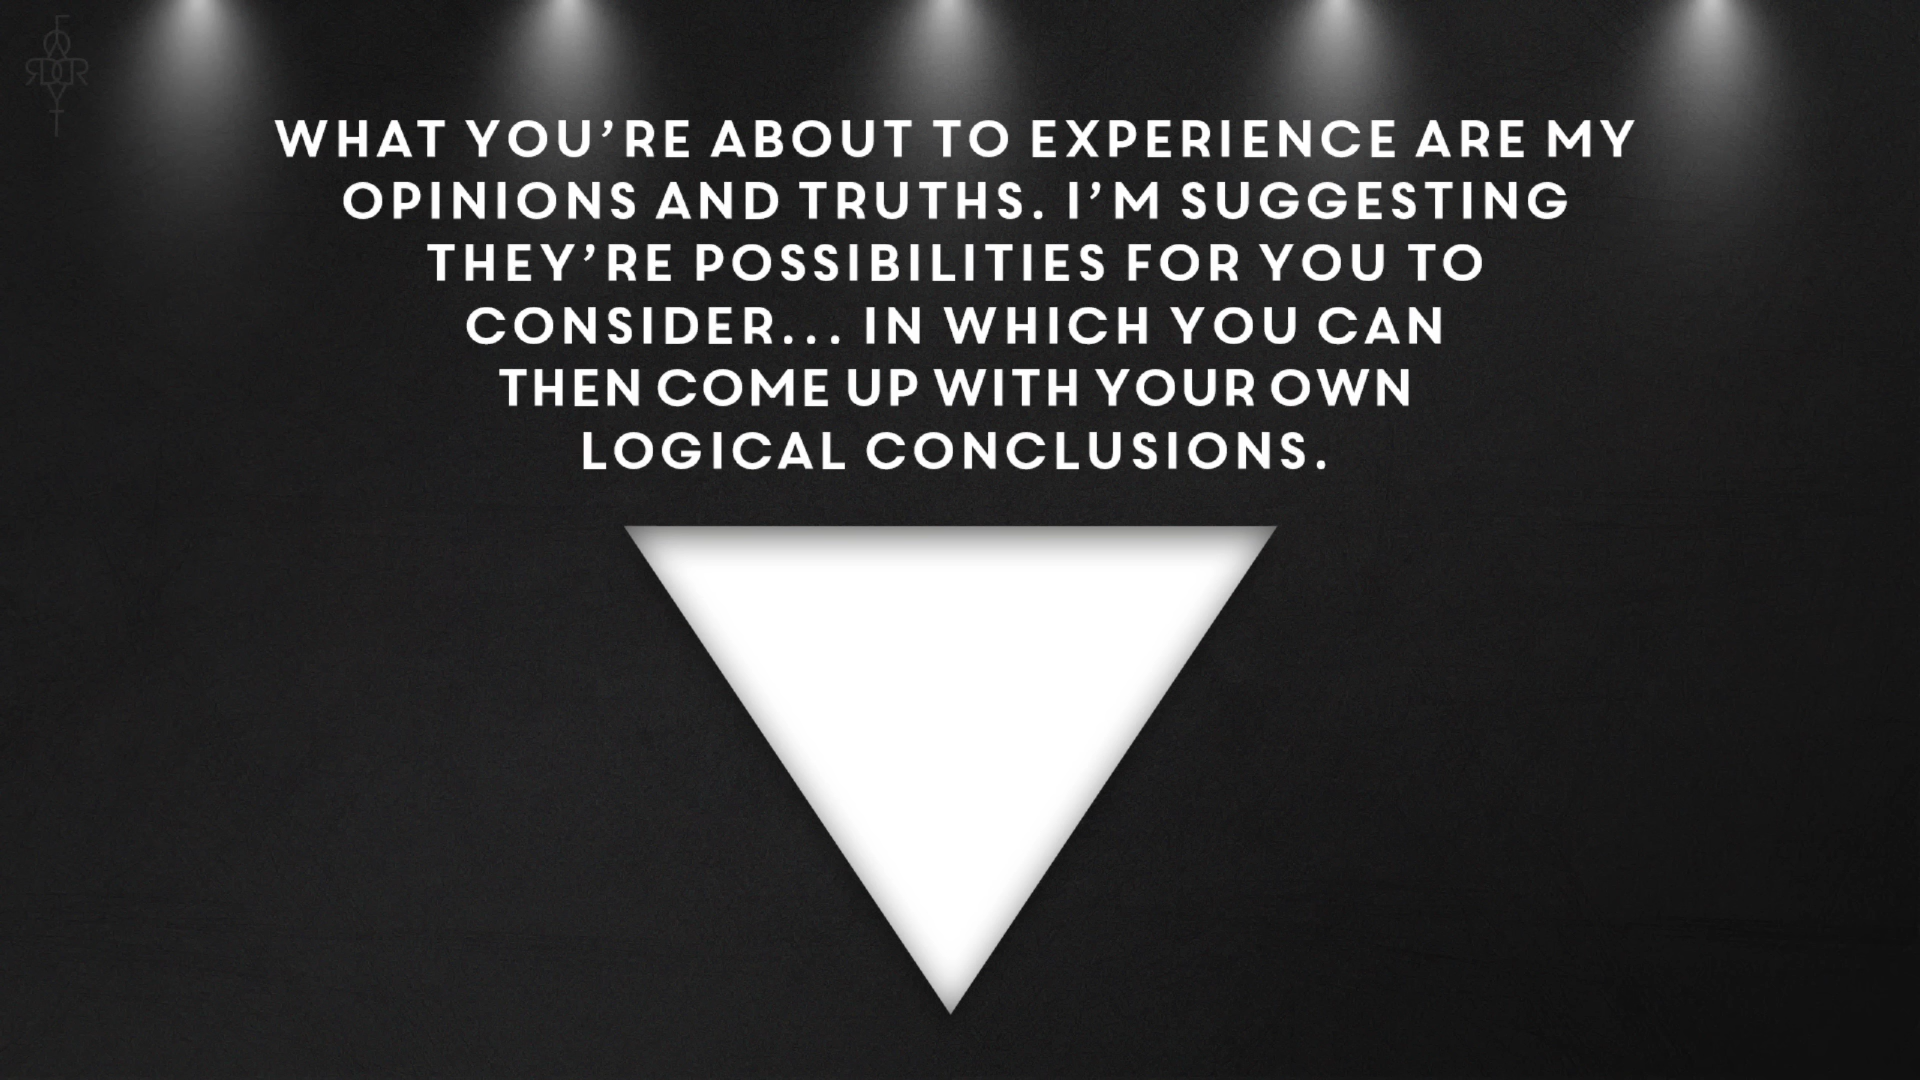 WHAT YOU’RE ABOUT TO EXPERIENCE ARE MY
OPINIONS AND TRUTHS. I’M SUGGESTING
THEY’RE POSSIBILITIES FOR YOU TO
CONSIDER... IN WHICH YOU CAN
THEN COME UP WITH YOUR OWN
LOGICAL CONCLUSIONS.